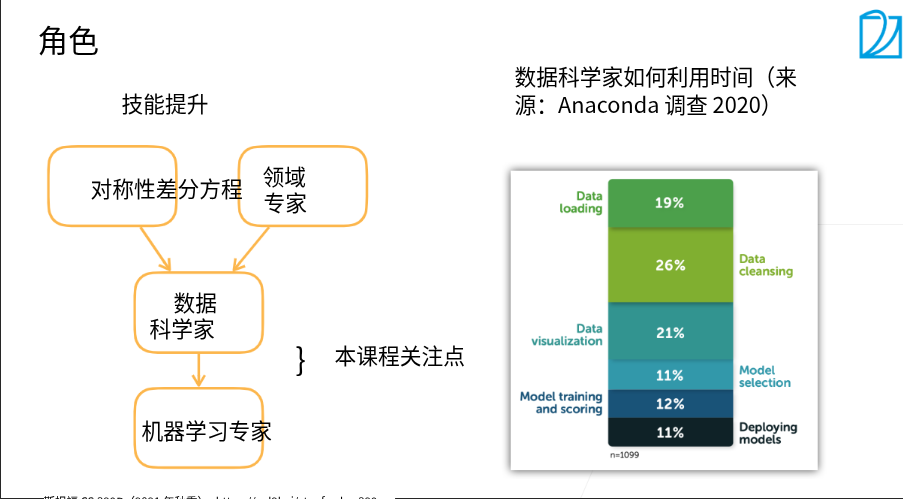 角色
技能提升
对称性差分方程
领域
专家
数据
科学家
机器学习专家
} 本课程关注点
数据科学家如何利用时间（来
源：Anaconda 调查 2020）
Data
loading
19%
26%
Data
cleansing
Data
visualization
21%
11%
Model
selection
Model training
and scoring
12%
11%
Deploying
models
n=1099